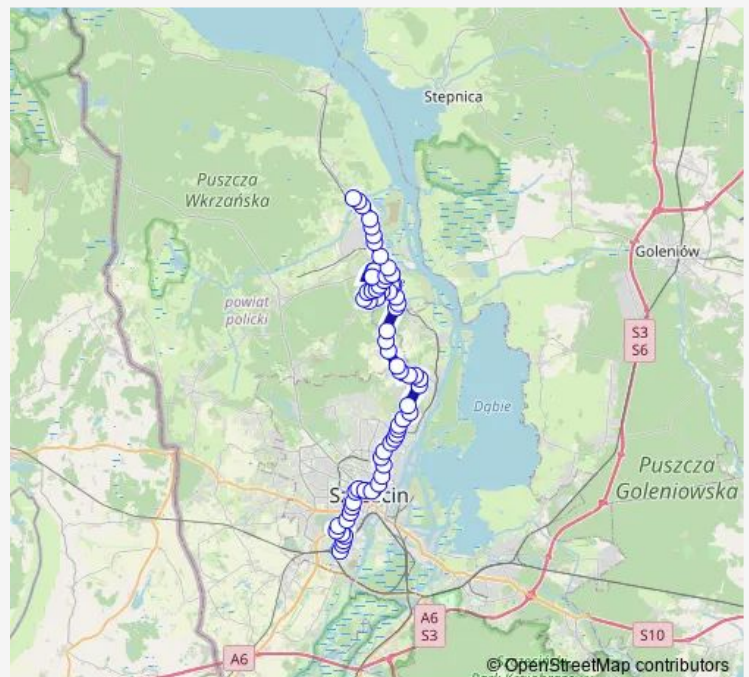 Stepnica
Puszcza
Wkrzańska
Goleniów
powiat
policki
S3
S6
Dąbie
Puszcza
Goleniowska
A6
S3
S10
A6
© OpenStreetMap contributors